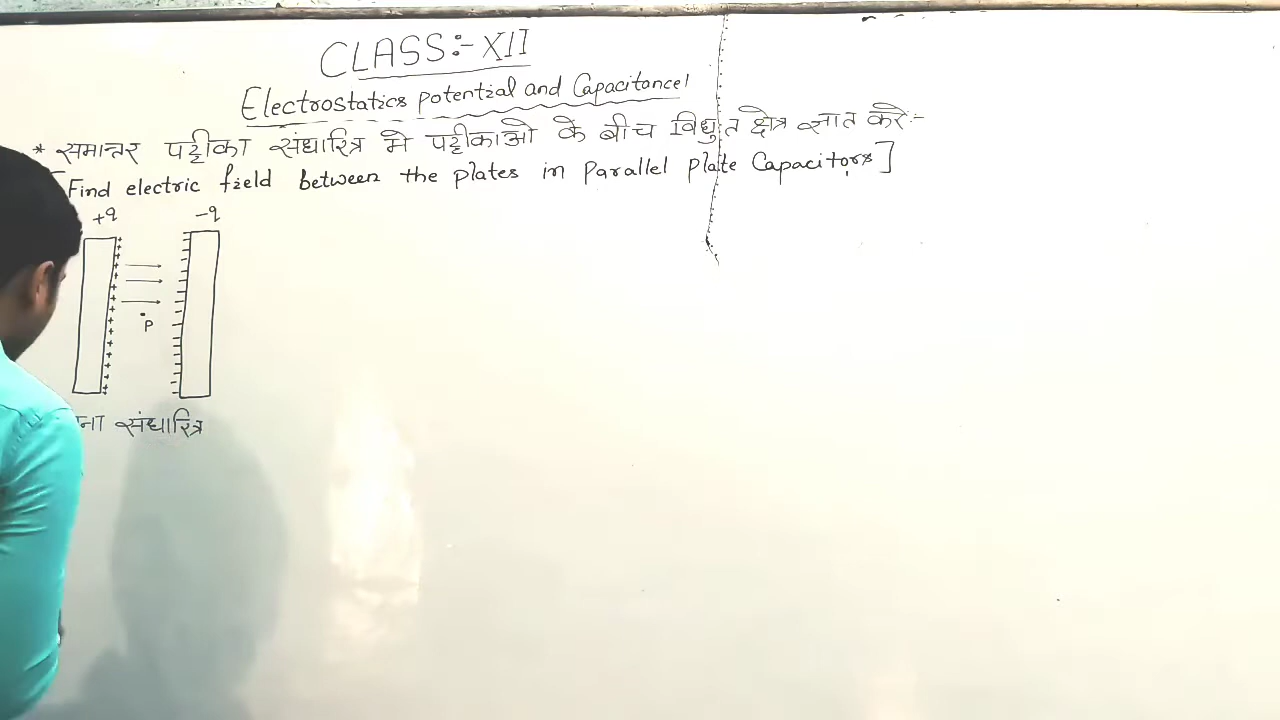 CLASS:- XII
Electrostatics potential and Capacitance
* समान्तर पट्टीका संधारित्र मे पट्टीकाओ के बीच विधुत क्षेत्र ज्ञात करे:-
[Find electric field between the plates in parallel plate Capacitors]
+q -q
P
संधारित्र